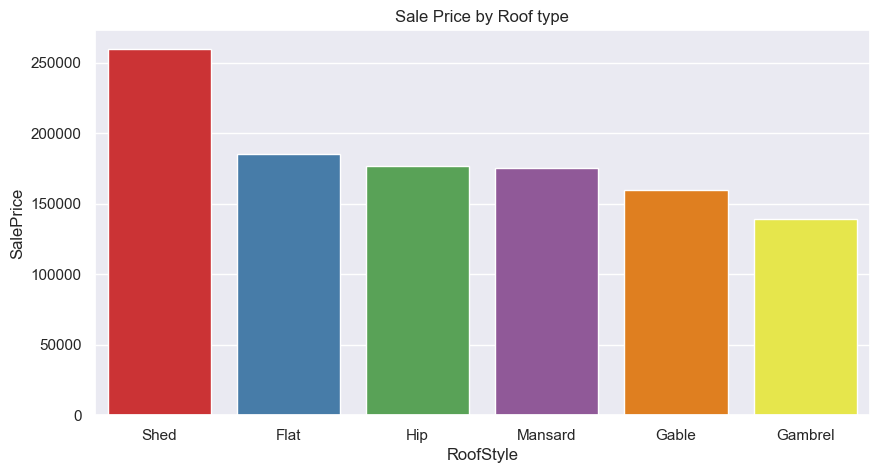 Sale Price by Roof type
SalePrice
250000
200000
150000
100000
50000
0
Shed Flat Hip Mansard Gable Gambrel
RoofStyle